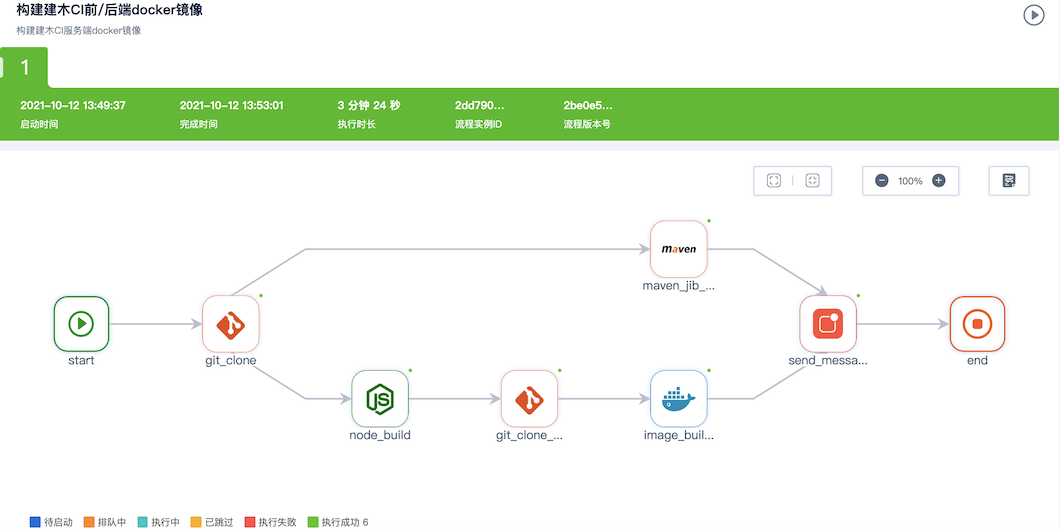 构建建木CI前/后端docker镜像
构建建木CI服务端docker镜像
1
2021-10-12 13:49:37 2021-10-12 13:53:01 3 分钟 24 秒 2dd790... 2be0e5...
启动时间 完成时间 执行时长 流程实例ID 流程版本号
100%
maven
maven_jib_...
start git_clone send_messa... end
JS
node_build git_clone_... image_buil...
待启动 排队中 执行中 已跳过 执行失败 执行成功 6